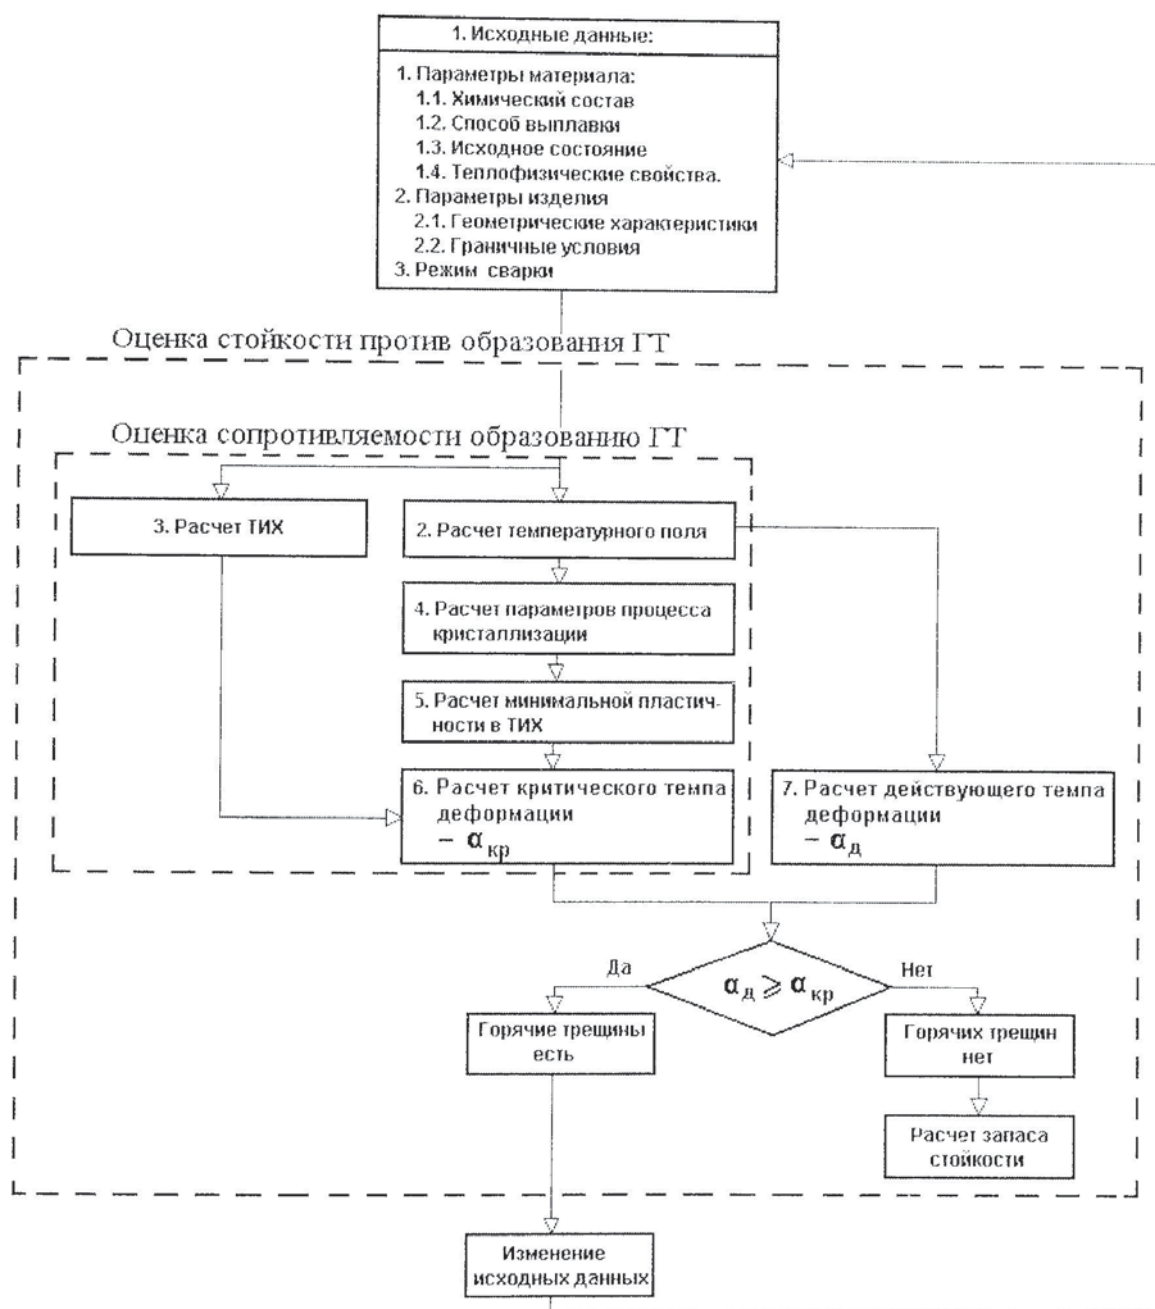 1. Исходные данные:
1. Параметры материала:
1.1. Химический состав
1.2. Способ выплавки
1.3. Исходное состояние
1.4. Теплофизические свойства.
2. Параметры изделия
2.1. Геометрические характеристики
2.2. Граничные условия
3. Режим сварки
Оценка стойкости против образования ГТ
Оценка сопротивляемости образованию ГТ
3. Расчет ТИХ
2. Расчет температурного поля
4. Расчет параметров процесса
кристаллизации
5. Расчет минимальной пластич-
ности в ТИХ
6. Расчет критического темпа
деформации
– α кр
7. Расчет действующего темпа
деформации
– α д
Да
α д ⩾ α кр
Нет
Горячие трещины
есть
Горячих трещин
нет
Расчет запаса
стойкости
Изменение
исходных данных